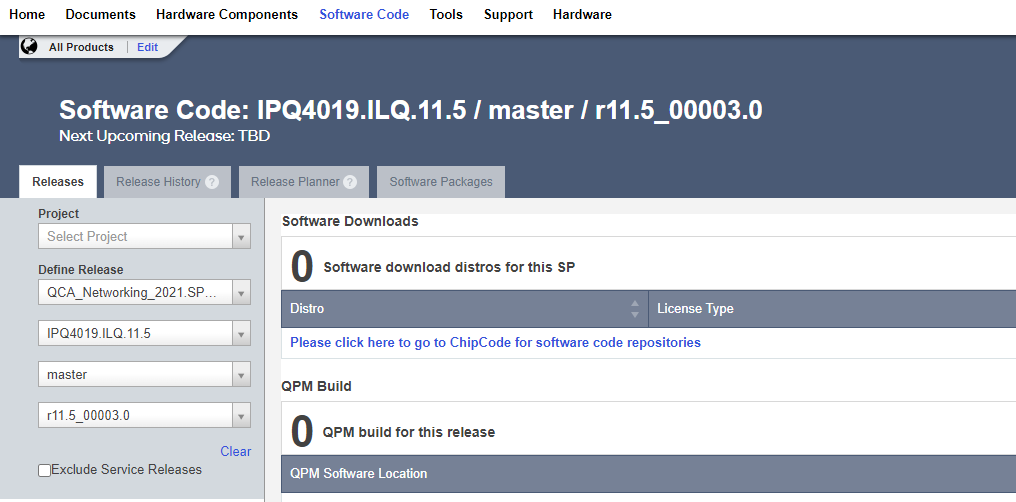 Home Documents Hardware Components Software Code Tools Support Hardware
All Products Edit
Software Code: IPQ4019.ILQ.11.5 / master / r11.5_00003.0
Next Upcoming Release: TBD
Releases Release History ? Release Planner ? Software Packages
Project
Select Project
Define Release
QCA_Networking_2021.SP...
IPQ4019.ILQ.11.5
master
r11.5_00003.0
Clear
Exclude Service Releases
Software Downloads
0 Software download distros for this SP
Distro License Type
Please click here to go to ChipCode for software code repositories
QPM Build
0 QPM build for this release
QPM Software Location